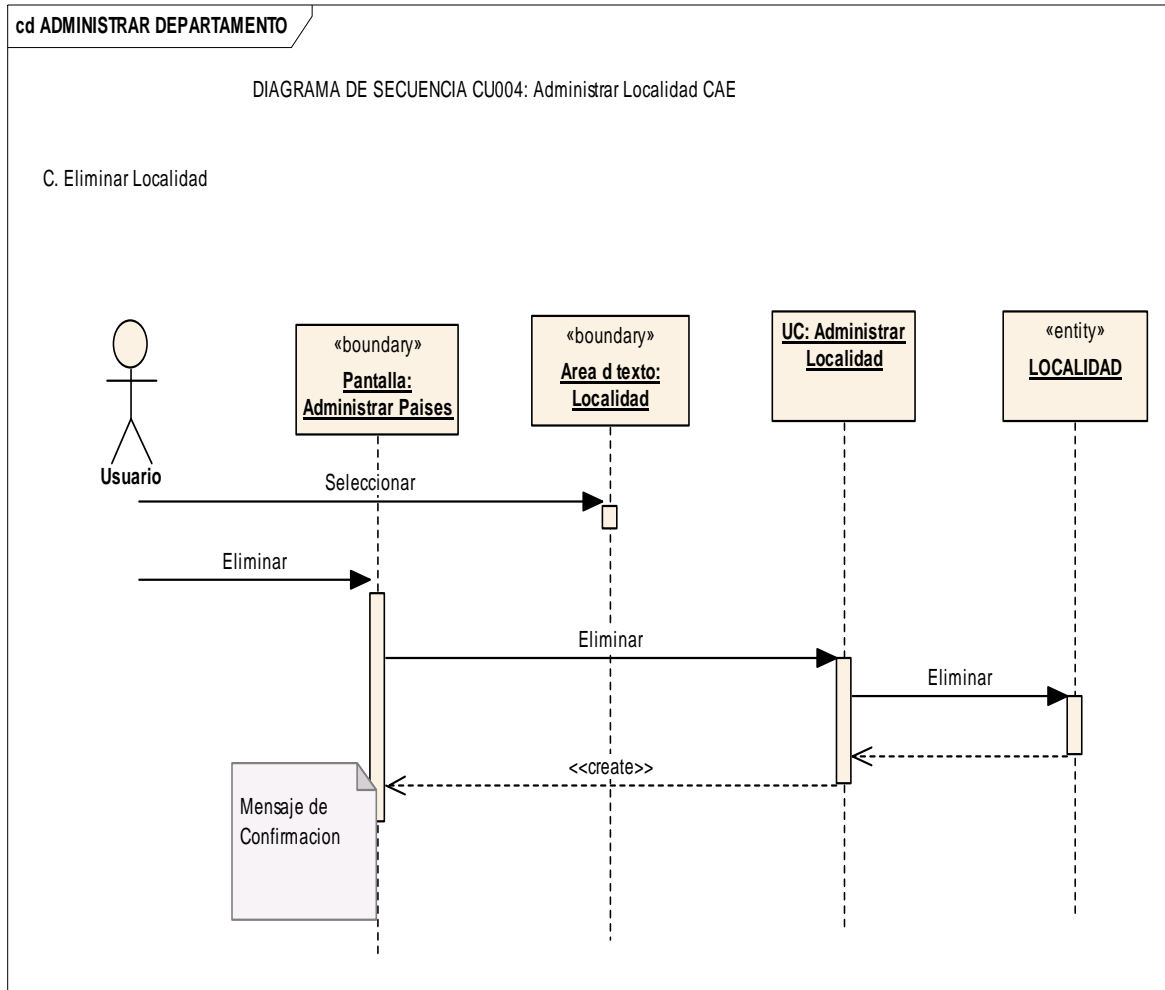 cd ADMINISTRAR DEPARTAMENTO
DIAGRAMA DE SECUENCIA CU004: Administrar Localidad CAE
C. Eliminar Localidad
Usuario
«boundary»
Pantalla:
Administrar Paises
«boundary»
Area d texto:
Localidad
UC: Administrar
Localidad
«entity»
LOCALIDAD
Seleccionar
Eliminar
Eliminar
Eliminar
<<create>>
Mensaje de
Confirmacion